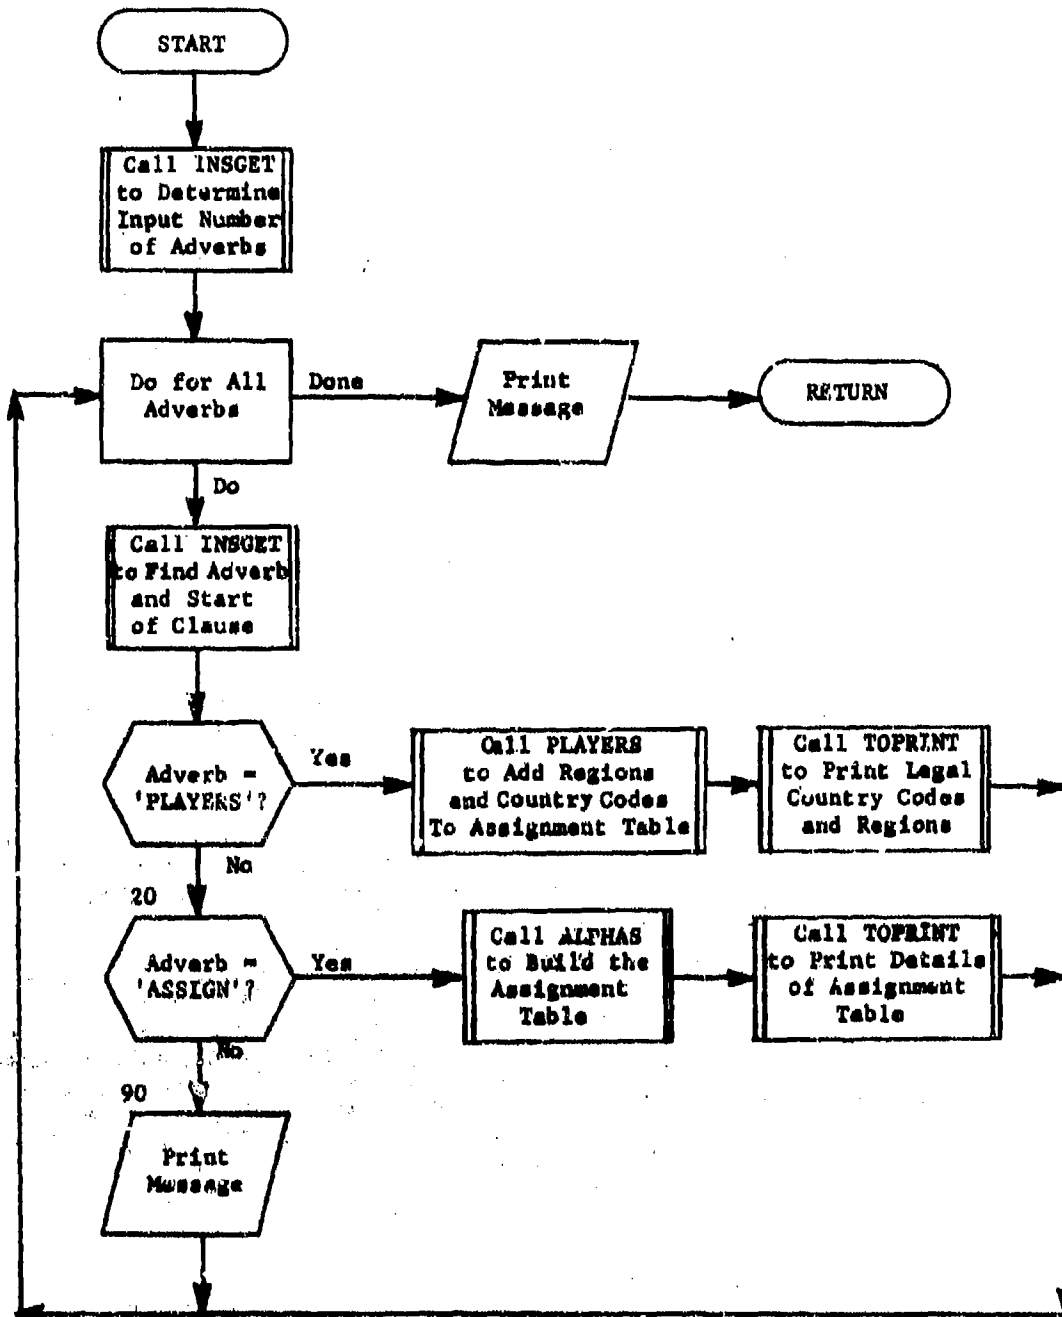 START
Call INSGET
to Determine
Input Number
of Adverbs
Do for All
Adverbs
Done
Print
Message
RETURN
Do
Call INSGET
to Find Adverb
and Start
of Clause
Adverb =
'PLAYERS'?
Yes
Call PLAYERS
to Add Regions
and Country Codes
To Assignment Table
Call TOPRINT
to Print Legal
Country Codes
and Regions
No
20
Adverb =
'ASSIGN'?
Yes
Call ALPHAS
to Build the
Assignment
Table
Call TOPRINT
to Print Details
of Assignment
Table
No
90
Print
Message